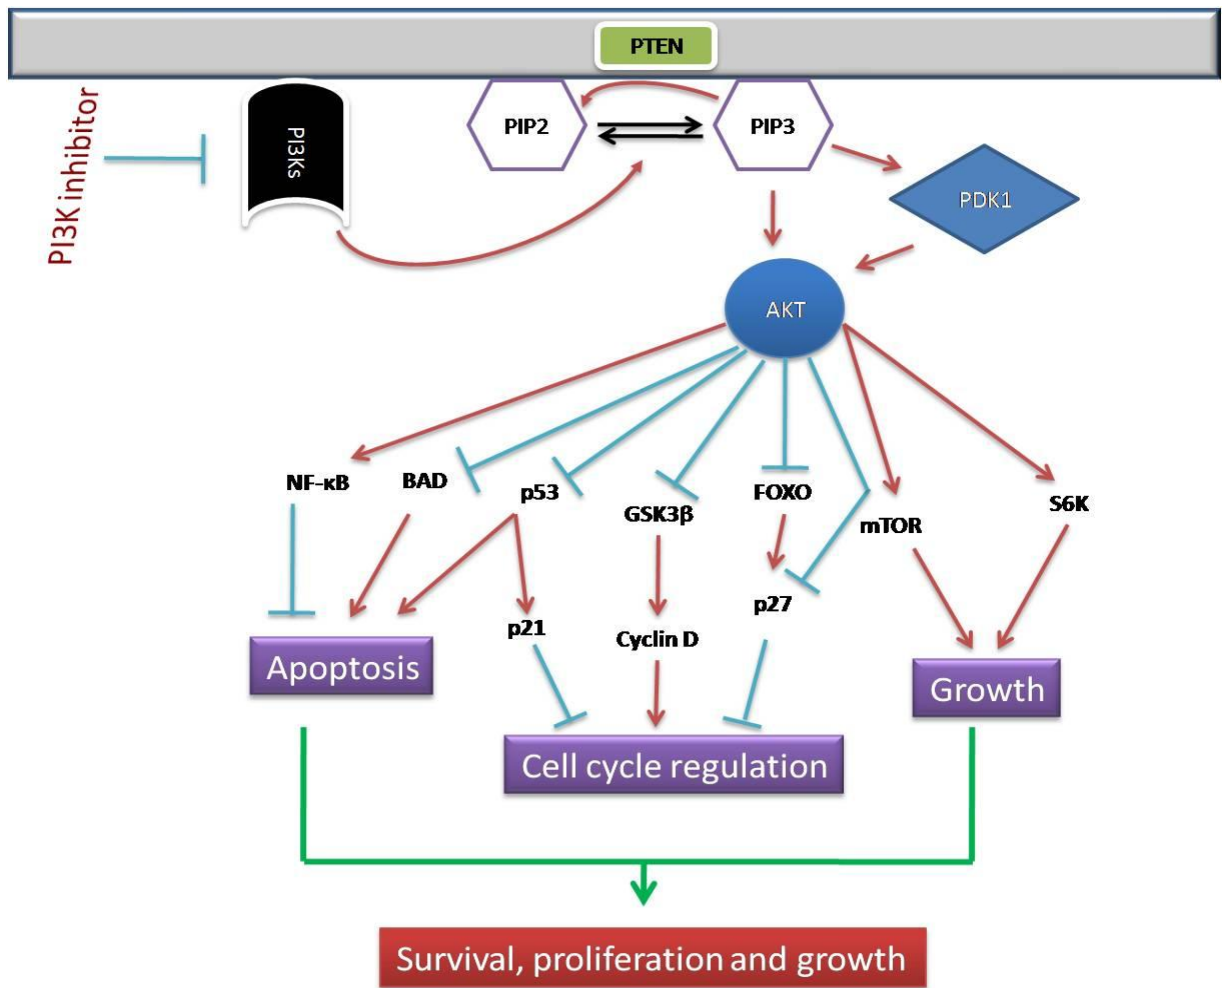 PTEN
PI3K inhibitor
PI3Ks
PIP2
PIP3
PDK1
AKT
NF-κB
BAD
p53
GSK3β
FOXO
mTOR
S6K
p21
Cyclin D
p27
Apoptosis
Growth
Cell cycle regulation
Survival, proliferation and growth